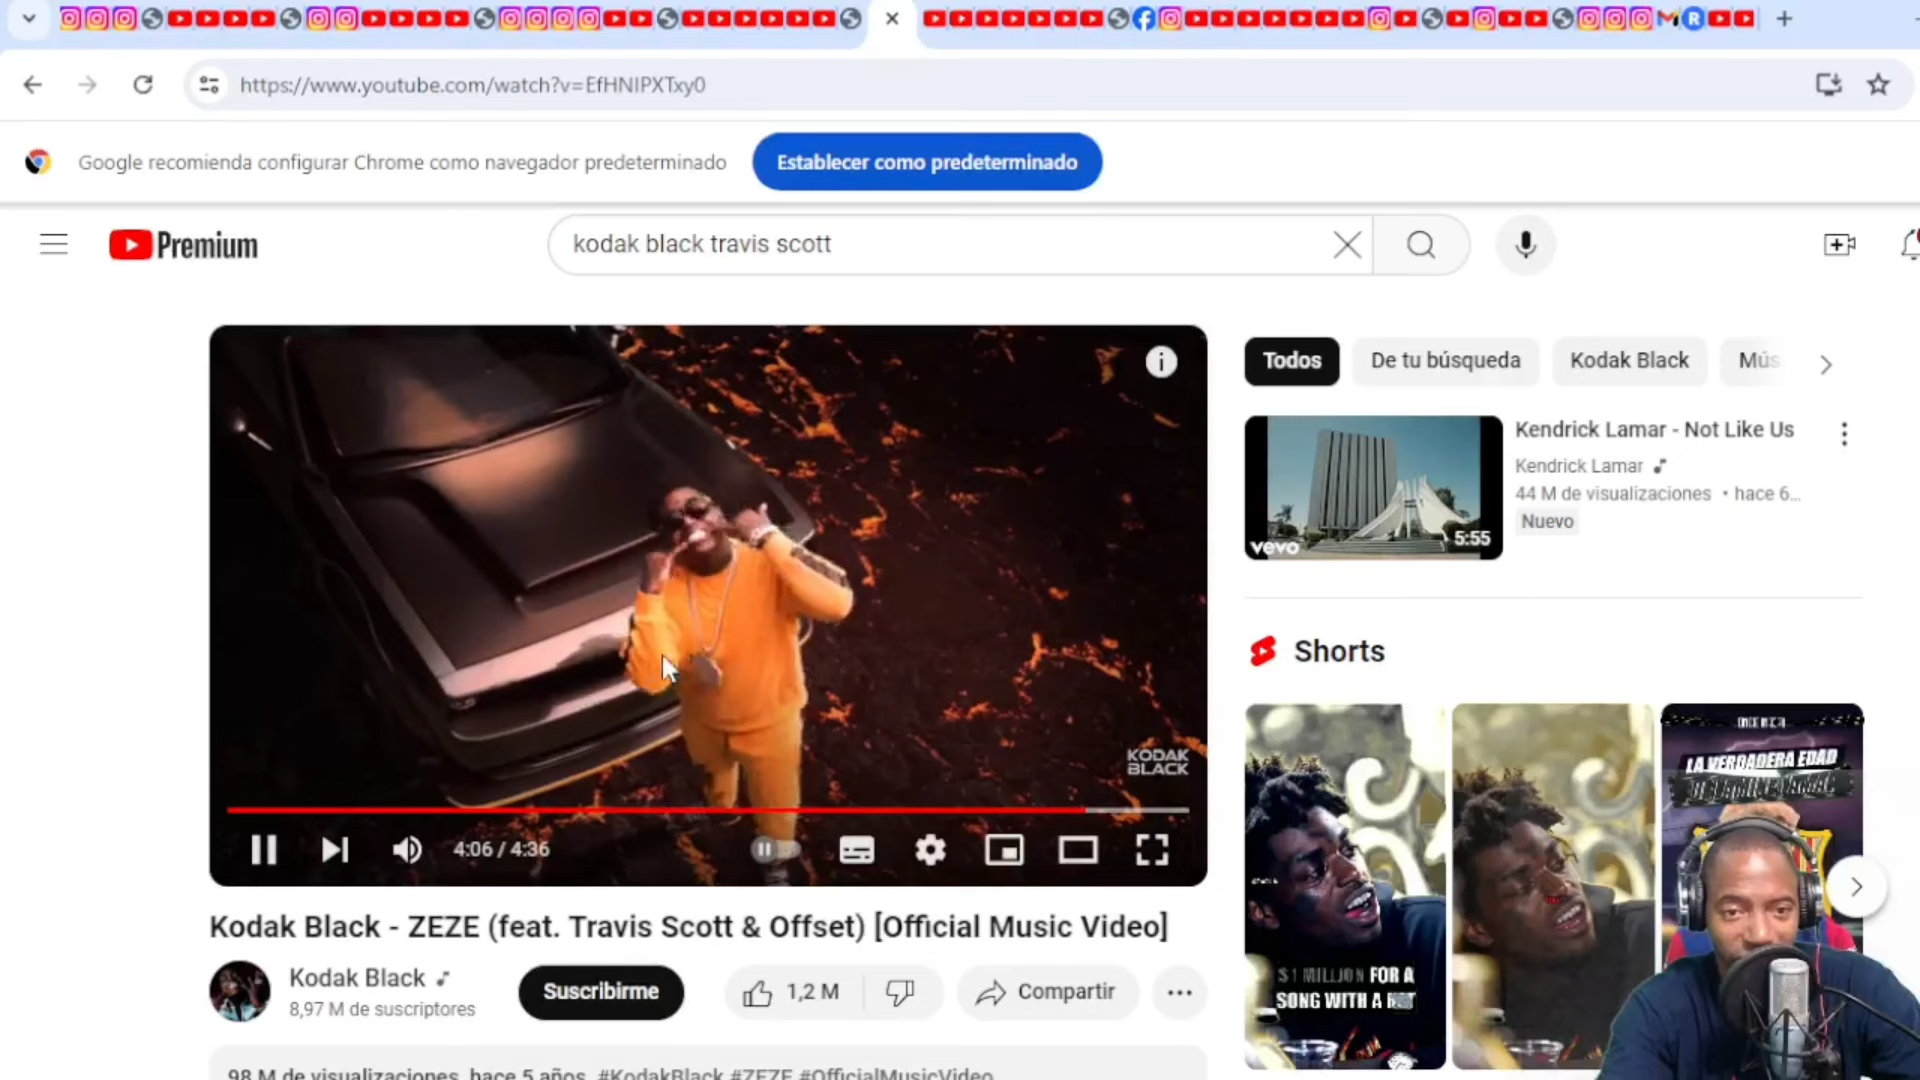 https://www.youtube.com/watch?v=EfHNIPXTxy0
Google recomienda configurar Chrome como navegador predeterminado
Establecer como predeterminado
Premium
kodak black travis scott
KODAK
BLACK
4:06 / 4:36
Kodak Black - ZEZE (feat. Travis Scott & Offset) [Official Music Video]
Kodak Black
8,97 M de suscriptores
Suscribirme
1,2 M
Compartir
98 M de visualizaciones hace 5 años #KodakBlack #ZEZE #OfficialMusicVideo
Todos
De tu búsqueda
Kodak Black
Mús
vevo
5:55
Kendrick Lamar - Not Like Us
Kendrick Lamar
44 M de visualizaciones • hace 6...
Nuevo
Shorts
$1 MILLION FOR A
SONG WITH A
LA VERDADERA EDAD